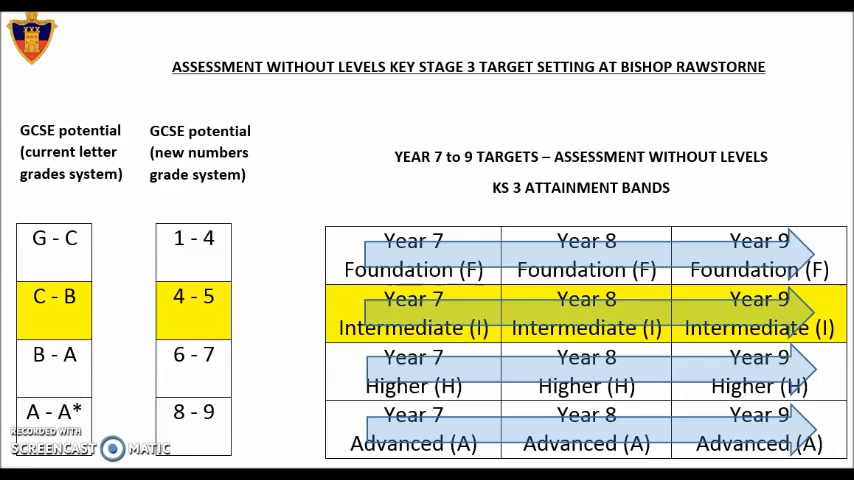 ASSESSMENT WITHOUT LEVELS KEY STAGE 3 TARGET SETTING AT BISHOP RAWSTORNE
GCSE potential
(current letter
grades system)
GCSE potential
(new numbers
grade system)
YEAR 7 to 9 TARGETS – ASSESSMENT WITHOUT LEVELS
KS 3 ATTAINMENT BANDS
G - C
1 - 4
Year 7 Year 8 Year 9
Foundation (F) Foundation (F) Foundation (F)
C - B
4 - 5
Year 7 Year 8 Year 9
Intermediate (I) Intermediate (I) Intermediate (I)
B - A
6 - 7
Year 7 Year 8 Year 9
Higher (H) Higher (H) Higher (H)
A - A*
8 - 9
Year 7 Year 8 Year 9
Advanced (A) Advanced (A) Advanced (A)
RECORDED WITH
SCREENCAST MATIC